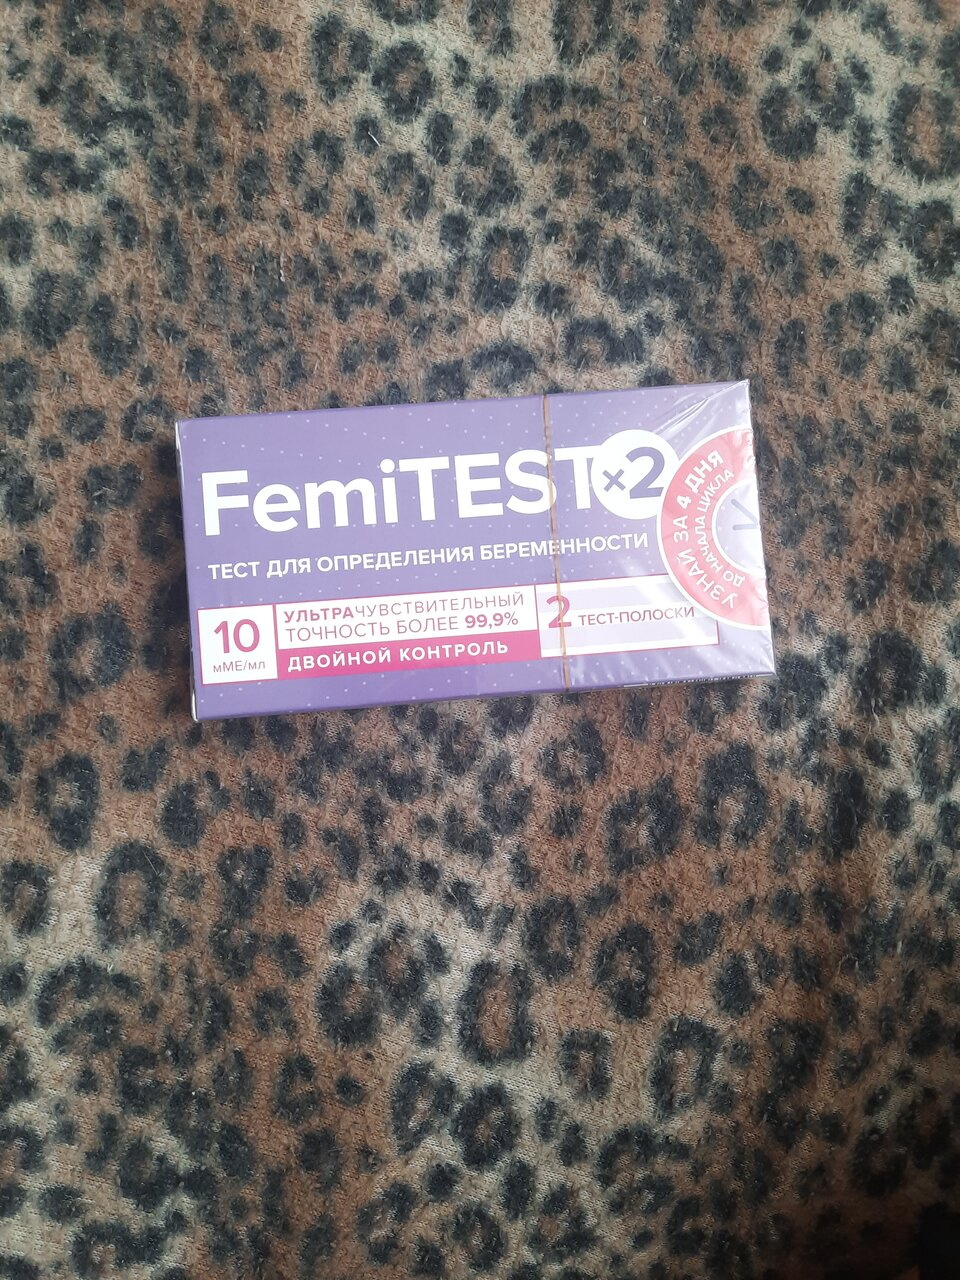 FemiTEST x2
ТЕСТ ДЛЯ ОПРЕДЕЛЕНИЯ БЕРЕМЕННОСТИ
УЗНАЙ ЗА 4 ДНЯ
ДО НАЧАЛА ЦИКЛА
10
мМЕ/мл
УЛЬТРАЧУВСТВИТЕЛЬНЫЙ
ТОЧНОСТЬ БОЛЕЕ 99,9%
ДВОЙНОЙ КОНТРОЛЬ
2 ТЕСТ-ПОЛОСКИ